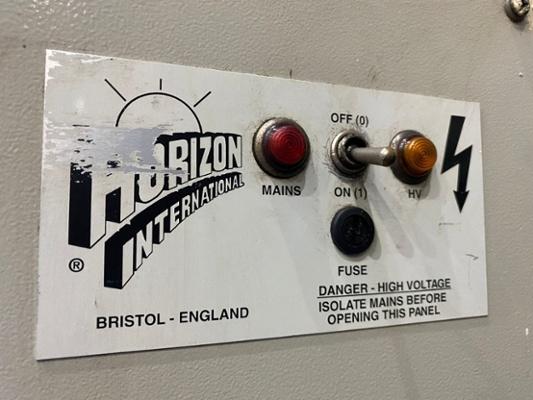 HORIZON
INTERNATIONAL
®
BRISTOL - ENGLAND
MAINS
OFF (0)
ON (1)
HV
FUSE
DANGER - HIGH VOLTAGE
ISOLATE MAINS BEFORE
OPENING THIS PANEL